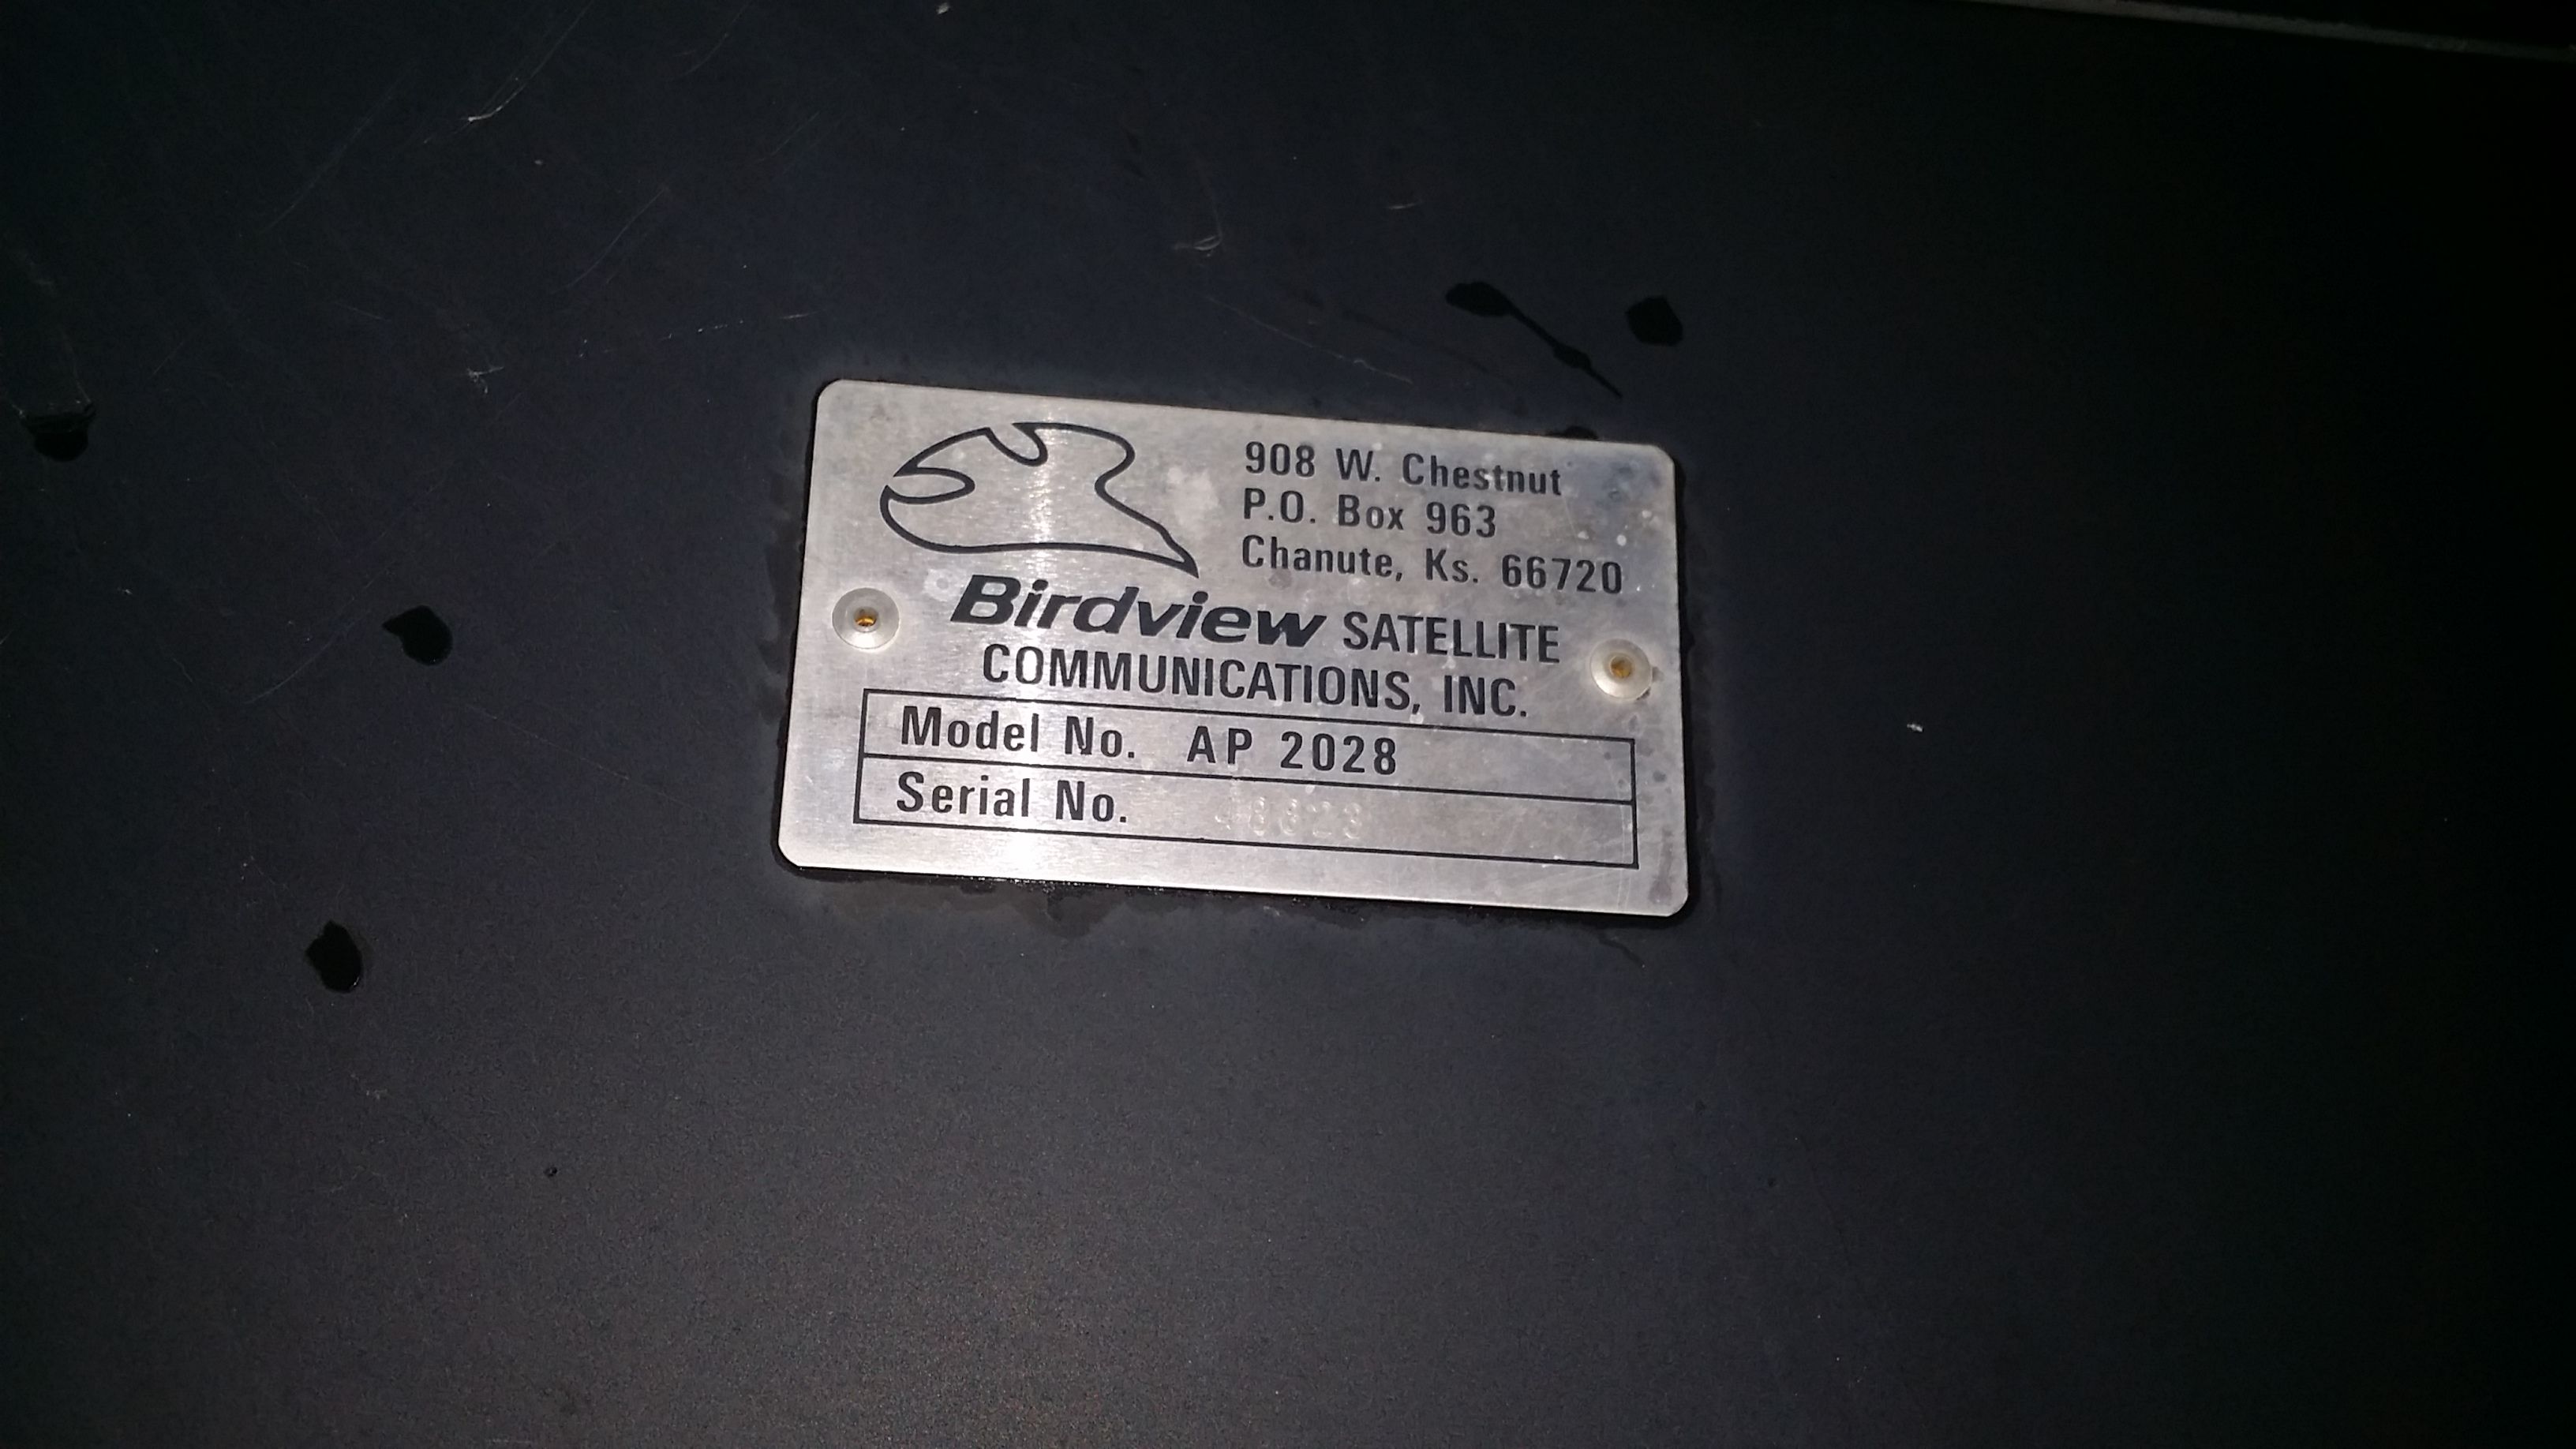 908 W. Chestnut
P.O. Box 963
Chanute, Ks. 66720
Birdview SATELLITE
COMMUNICATIONS, INC.
Model No. AP 2028
Serial No.